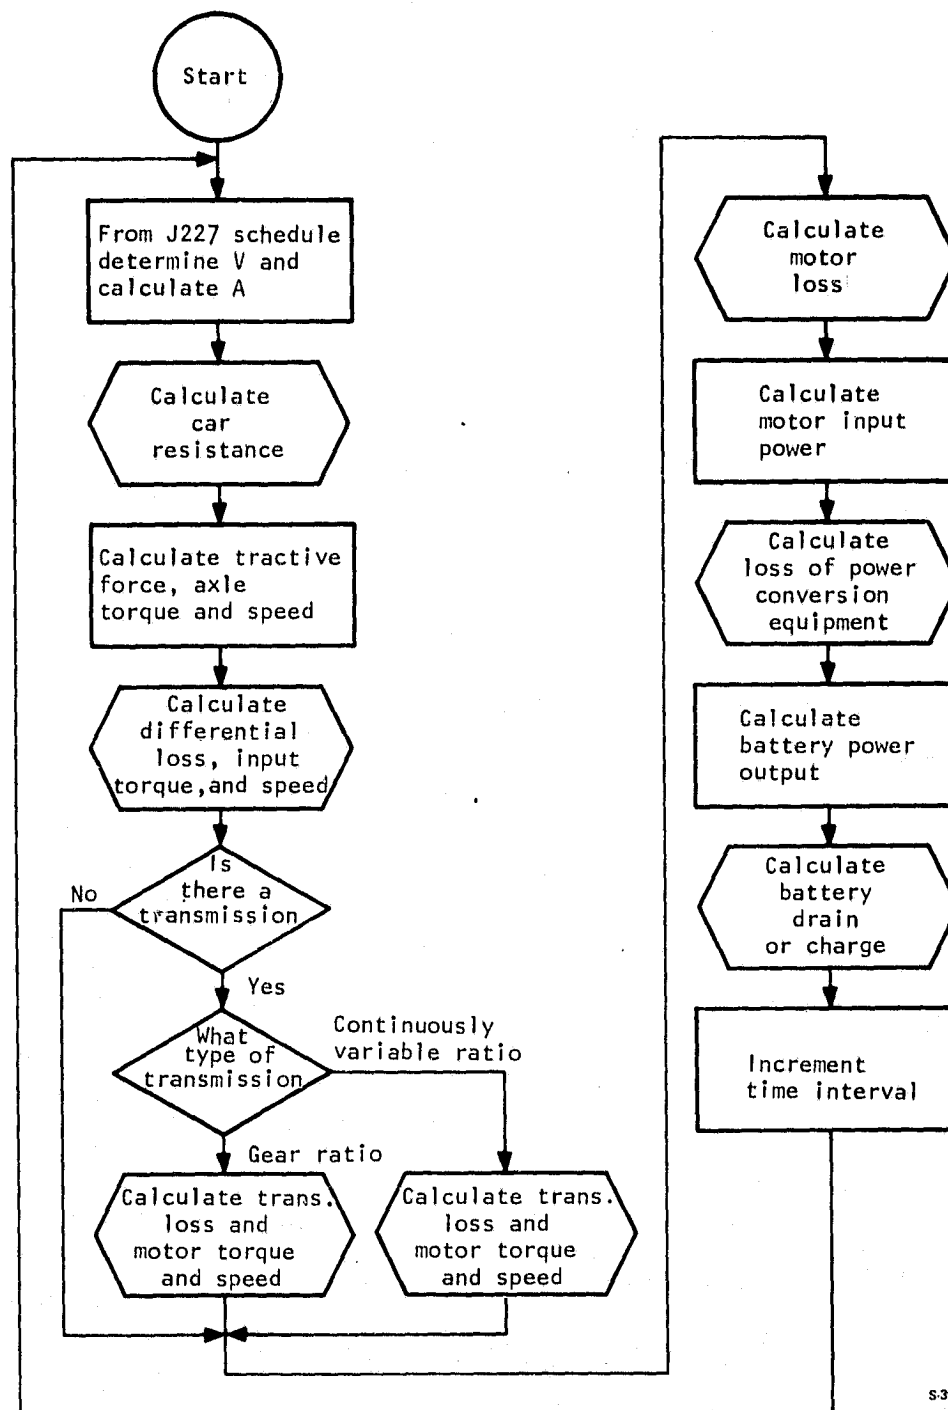 Start
From J227 schedule
determine V and
calculate A
Calculate
car
resistance
Calculate tractive
force, axle
torque and speed
Calculate
differential
loss, input
torque,and speed
Is
there a
transmission
No
Yes
What
type of
transmission
Continuously
variable ratio
Gear ratio
Calculate trans.
loss and
motor torque
and speed
Calculate trans.
loss and
motor torque
and speed
Calculate
motor
loss
Calculate
motor input
power
Calculate
loss of power
conversion
equipment
Calculate
battery power
output
Calculate
battery
drain
or charge
Increment
time interval